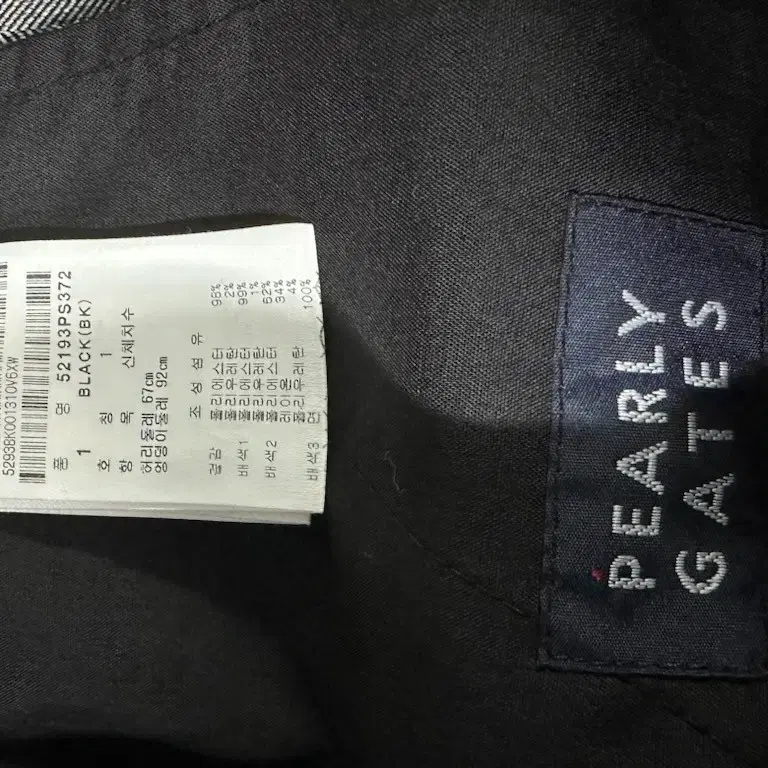 52938K001310V6XW
품 명 52193PS372
1 BLACK(BK)
호 칭 1
항 목 신체치수
허리둘레 67cm
엉덩이둘레 92cm
조 성 섬 유
겉감 폴리에스터 98%
폴리우레탄 2%
배색1 폴리에스터 99%
폴리우레탄 1%
배색2 폴리에스터 62%
레이온 34%
폴리우레탄 4%
배색3 면 100%
PEARLY
GATES